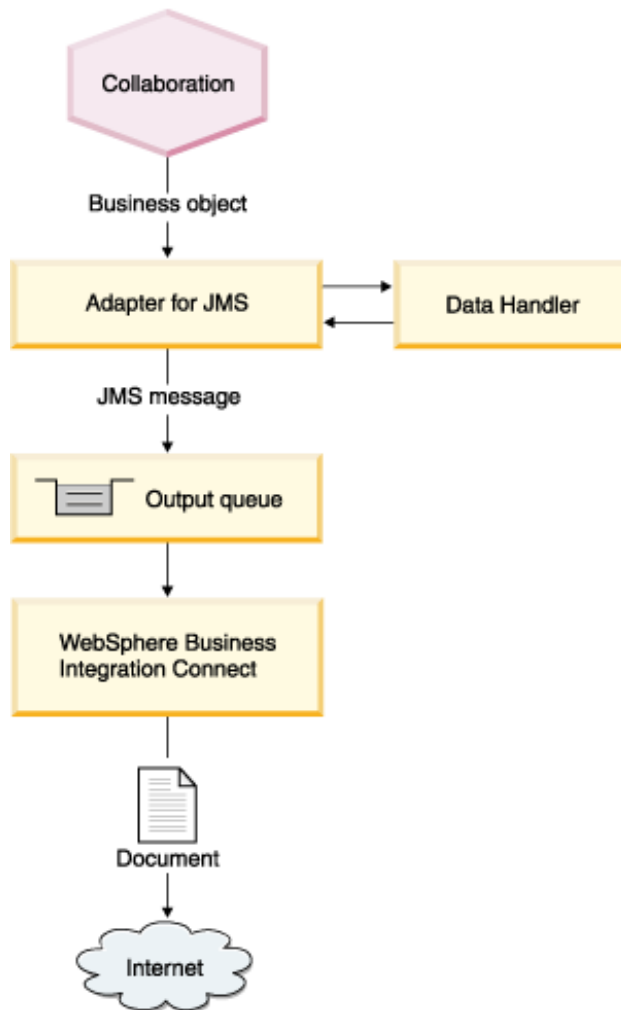 Collaboration
Business object
Adapter for JMS
Data Handler
JMS message
Output queue
WebSphere Business
Integration Connect
Document
Internet